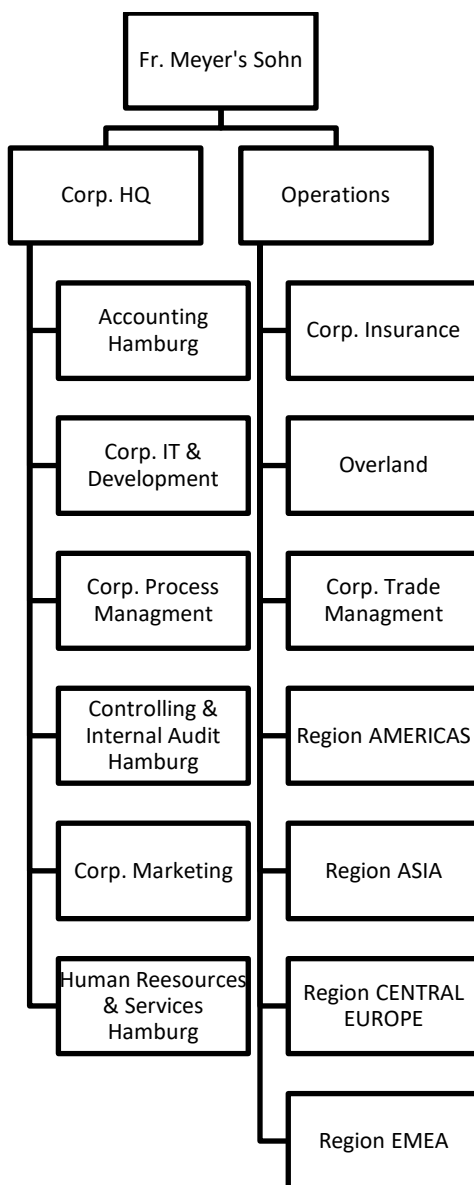 Fr. Meyer's Sohn
Corp. HQ
Operations
Accounting
Hamburg
Corp. IT &
Development
Corp. Process
Managment
Controlling &
Internal Audit
Hamburg
Corp. Marketing
Human Reesources
& Services
Hamburg
Corp. Insurance
Overland
Corp. Trade
Managment
Region AMERICAS
Region ASIA
Region CENTRAL
EUROPE
Region EMEA